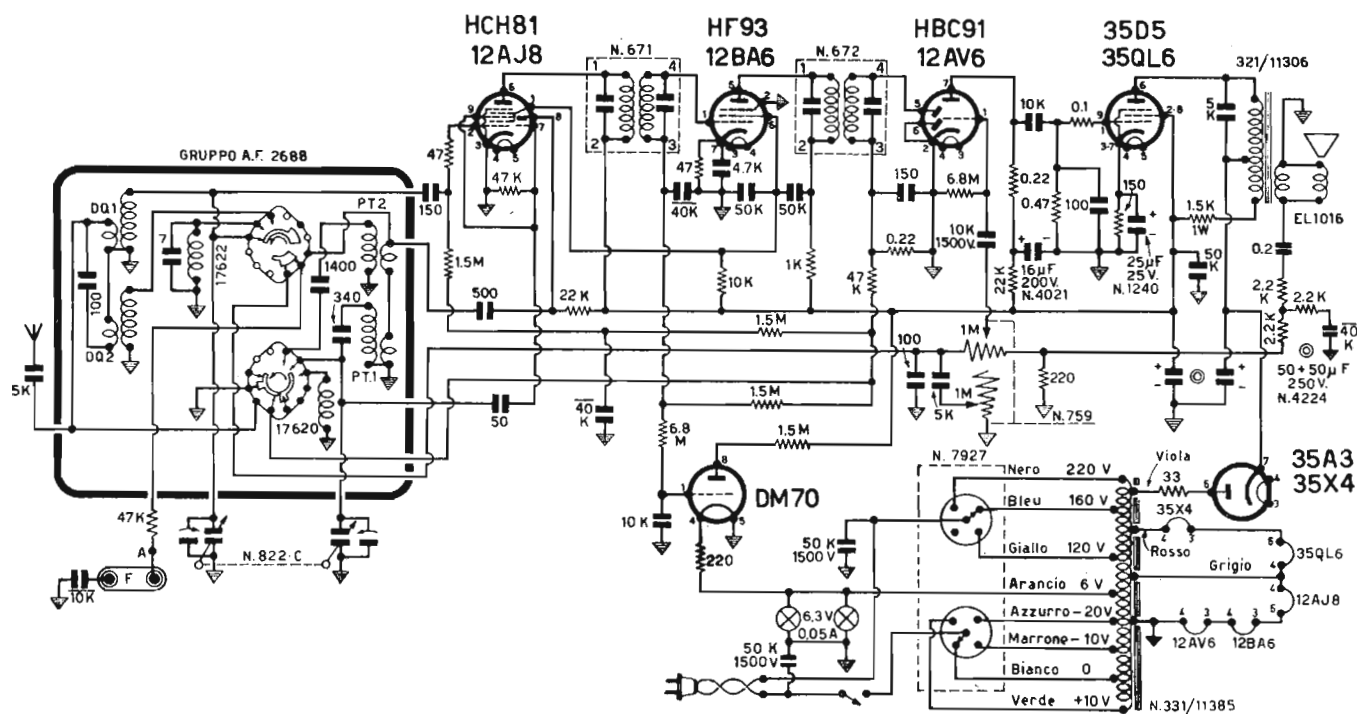 HCH81
12AJ8
HF93
12BA6
HBC91
12AV6
35D5
35QL6
N.671
N.672
321/11306
GRUPPO A.F. 2688
DQ1
DQ2
100
7
17622
1400
340
PT2
PT.1
17620
150
47
1.5M
47K
500
22K
50
40K
47
4.7K
50K
50K
10K
1K
150
0.22
47K
6.8M
10K
1500V.
10K
0.1
0.22
0.47
100
150
16µF
200V.
N.4021
22K
25µF
25V.
N.1240
5K
1.5K
1W
50K
EL1016
0.2
2.2K
2.2K
2.2K
40K
50+50µF
250V.
N.4224
1.5M
1.5M
1.5M
40K
6.8M
100
5K
1M
1M
220
N.759
5K
47K
A
F
10K
N.822·C
10K
DM70
220
50K
1500V
6,3V
0,05A
50K
1500V
N. 7927
Nero 220 V
Bleu 160 V
Giallo 120 V
Arancio 6 V
Azzurro -20V
Marrone -10V
Bianco 0
Verde +10V
N.331/11385
Viola
33
35X4
Rosso
Grigio
35A3
35X4
35QL6
12AJ8
12AV6
12BA6